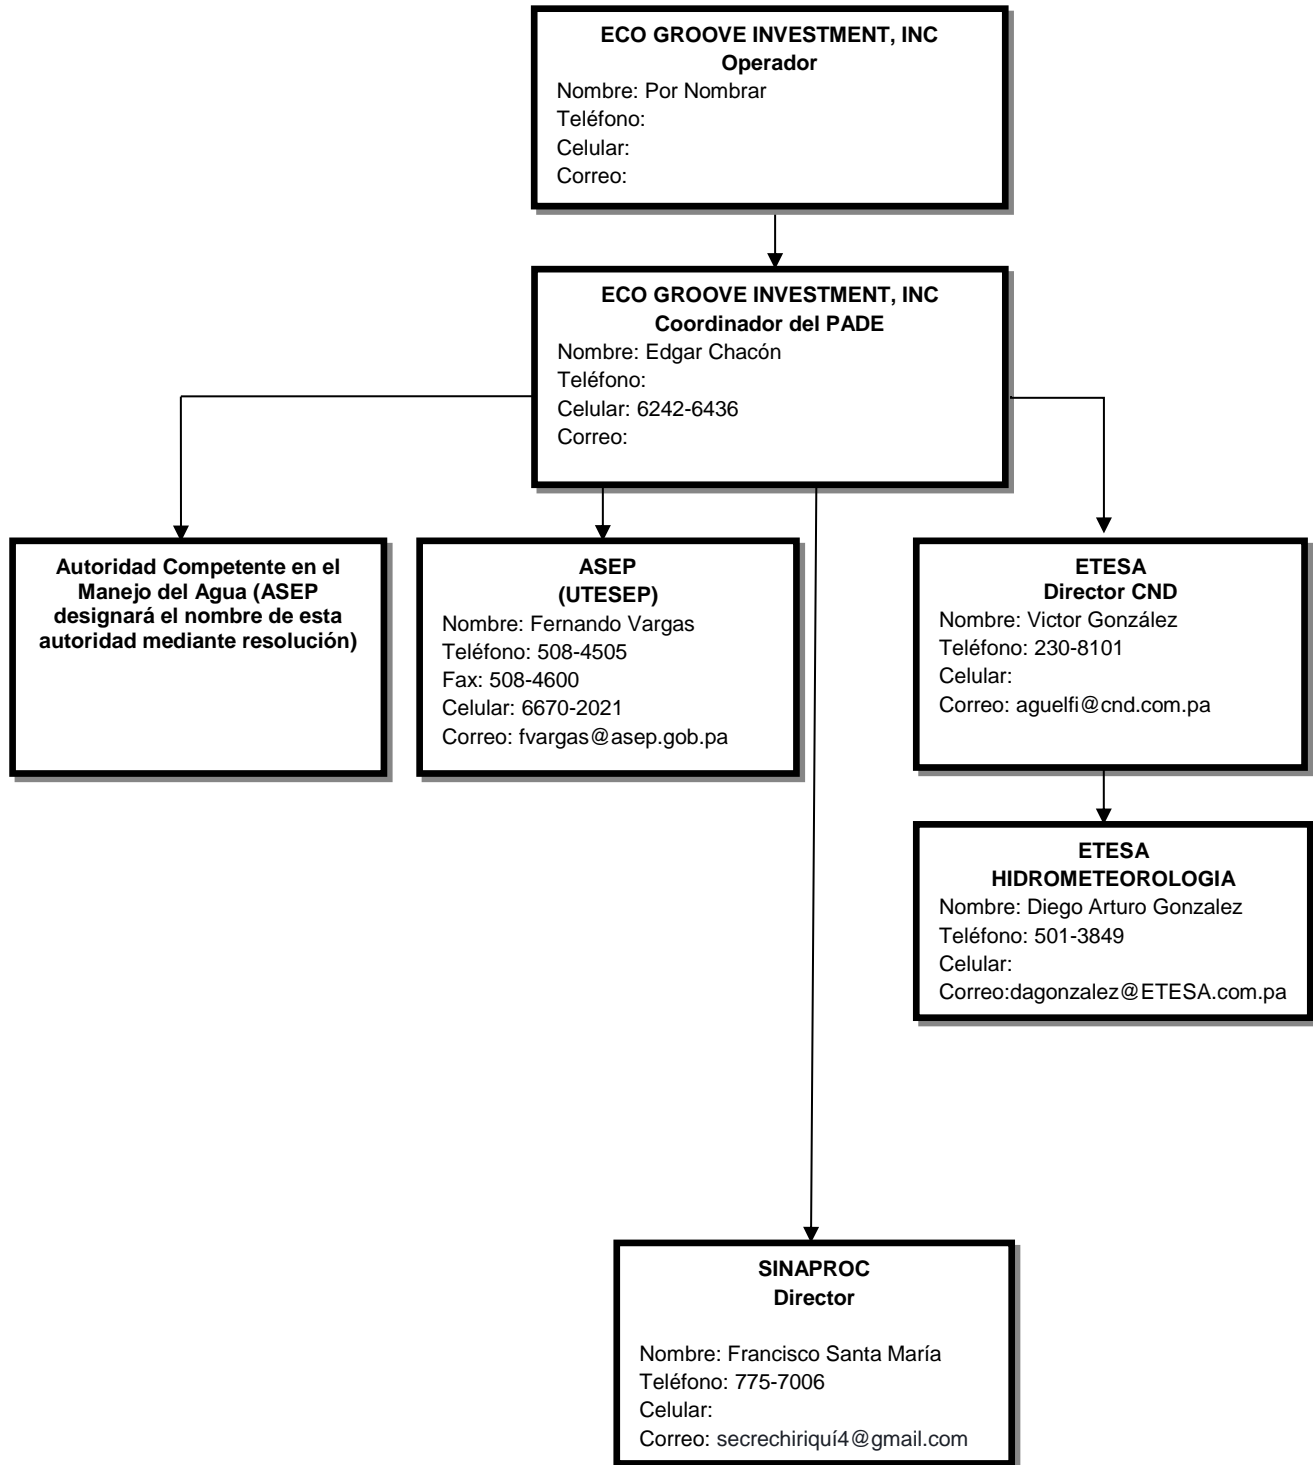 ECO GROOVE INVESTMENT, INC
Operador
Nombre: Por Nombrar
Teléfono:
Celular:
Correo:
ECO GROOVE INVESTMENT, INC
Coordinador del PADE
Nombre: Edgar Chacón
Teléfono:
Celular: 6242-6436
Correo:
Autoridad Competente en el
Manejo del Agua (ASEP
designará el nombre de esta
autoridad mediante resolución)
ASEP
(UTESEP)
Nombre: Fernando Vargas
Teléfono: 508-4505
Fax: 508-4600
Celular: 6670-2021
Correo: fvargas@asep.gob.pa
ETESA
Director CND
Nombre: Victor González
Teléfono: 230-8101
Celular:
Correo: aguelfi@cnd.com.pa
ETESA
HIDROMETEOROLOGIA
Nombre: Diego Arturo Gonzalez
Teléfono: 501-3849
Celular:
Correo:dagonzalez@ETESA.com.pa
SINAPROC
Director
Nombre: Francisco Santa María
Teléfono: 775-7006
Celular:
Correo: secrechiriquí4@gmail.com